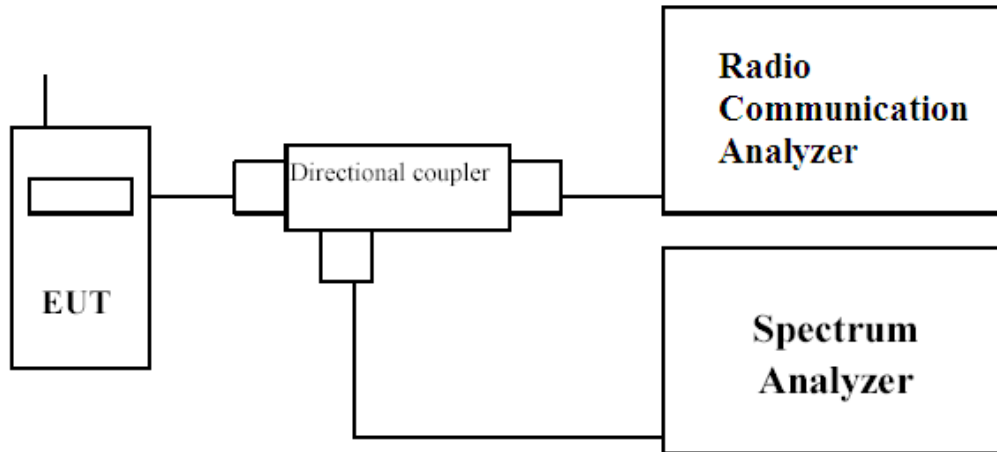 Radio
Communication
Analyzer
Directional coupler
EUT
Spectrum
Analyzer